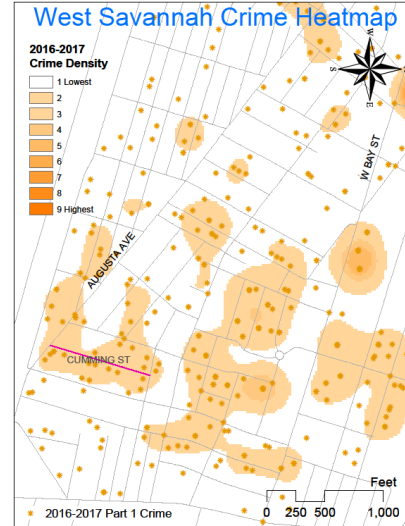 West Savannah Crime Heatmap
2016-2017
Crime Density
1 Lowest
2
3
4
5
6
7
8
9 Highest
W
S
E
W BAY ST
AUGUSTA AVE
CUMMING ST
Feet
0 250 500 1,000
2016-2017 Part 1 Crime